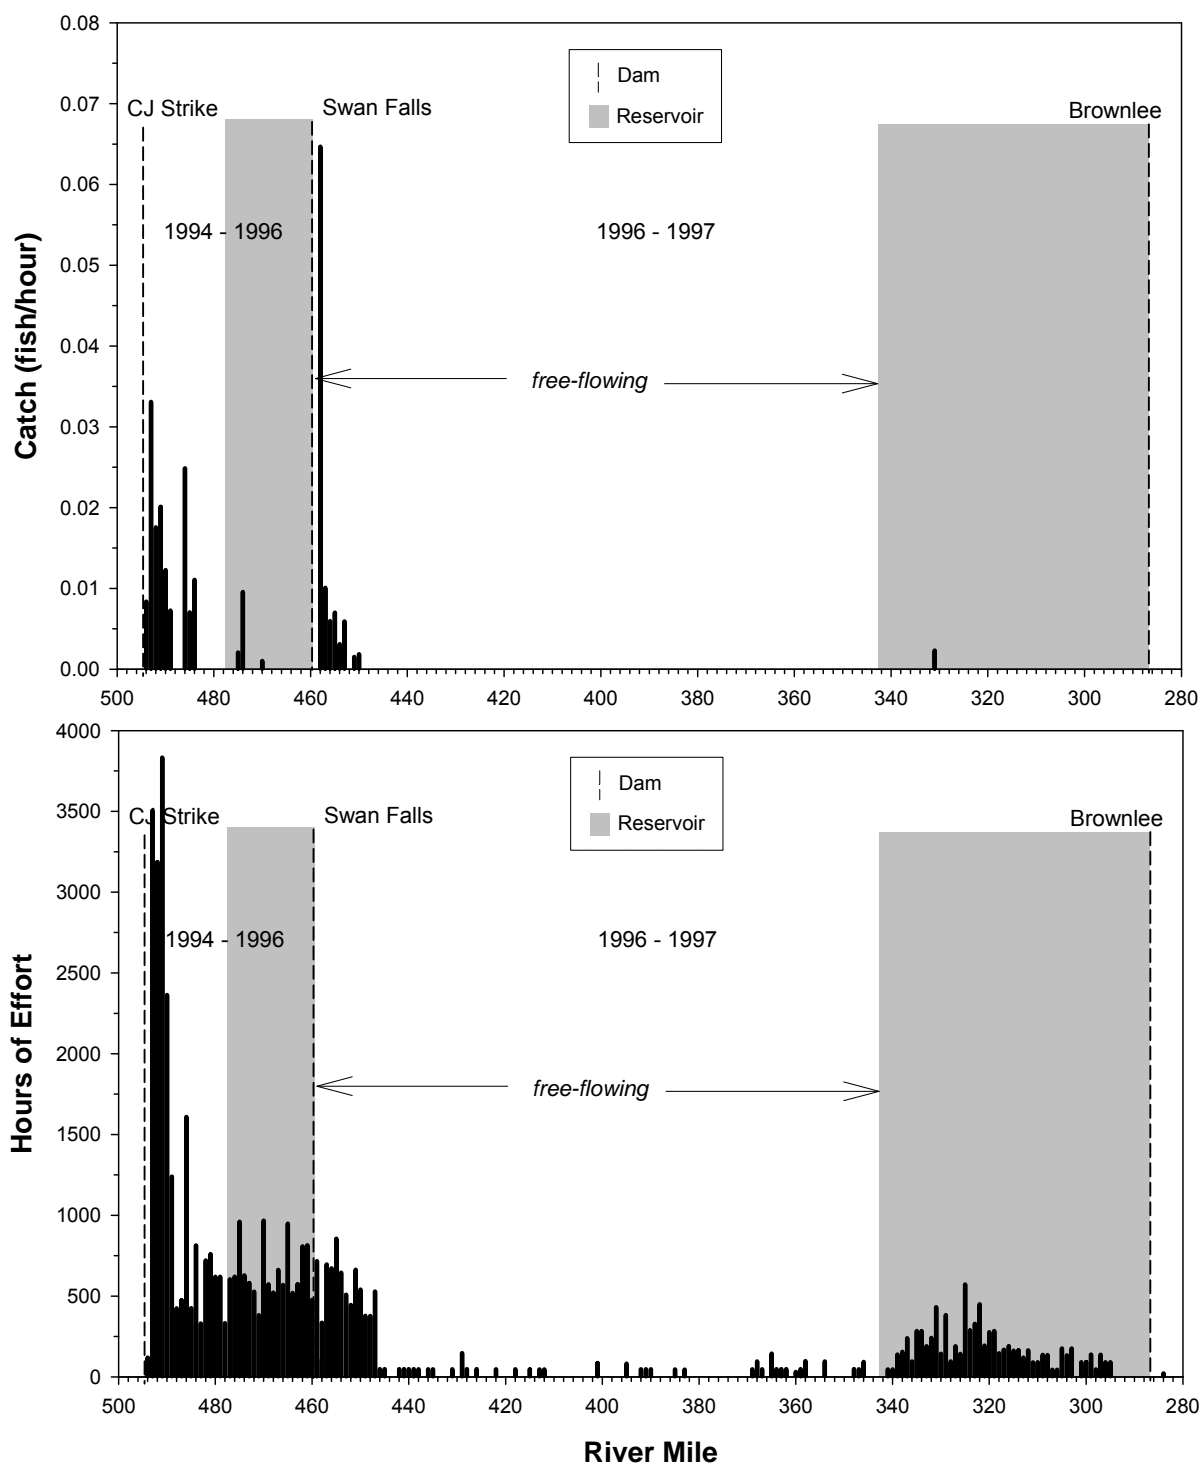 0.08
Dam
0.07
CJ Strike
Swan Falls
Reservoir
Brownlee
0.06
1994 - 1996
1996 - 1997
0.05
Catch (fish/hour)
0.04
free-flowing
0.03
0.02
0.01
0.00
500 480 460 440 420 400 380 360 340 320 300 280
4000
Dam
3500
CJ Strike
Swan Falls
Reservoir
Brownlee
3000
1994 - 1996
1996 - 1997
2500
Hours of Effort
2000
free-flowing
1500
1000
500
0
500 480 460 440 420 400 380 360 340 320 300 280
River Mile